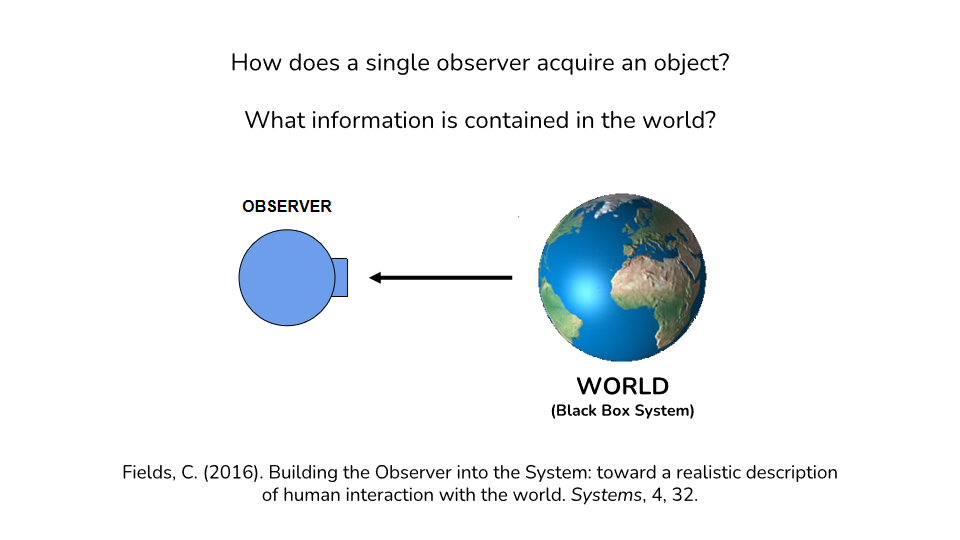 How does a single observer acquire an object?
What information is contained in the world?
OBSERVER
WORLD
(Black Box System)
Fields, C. (2016). Building the Observer into the System: toward a realistic description
of human interaction with the world. Systems, 4, 32.